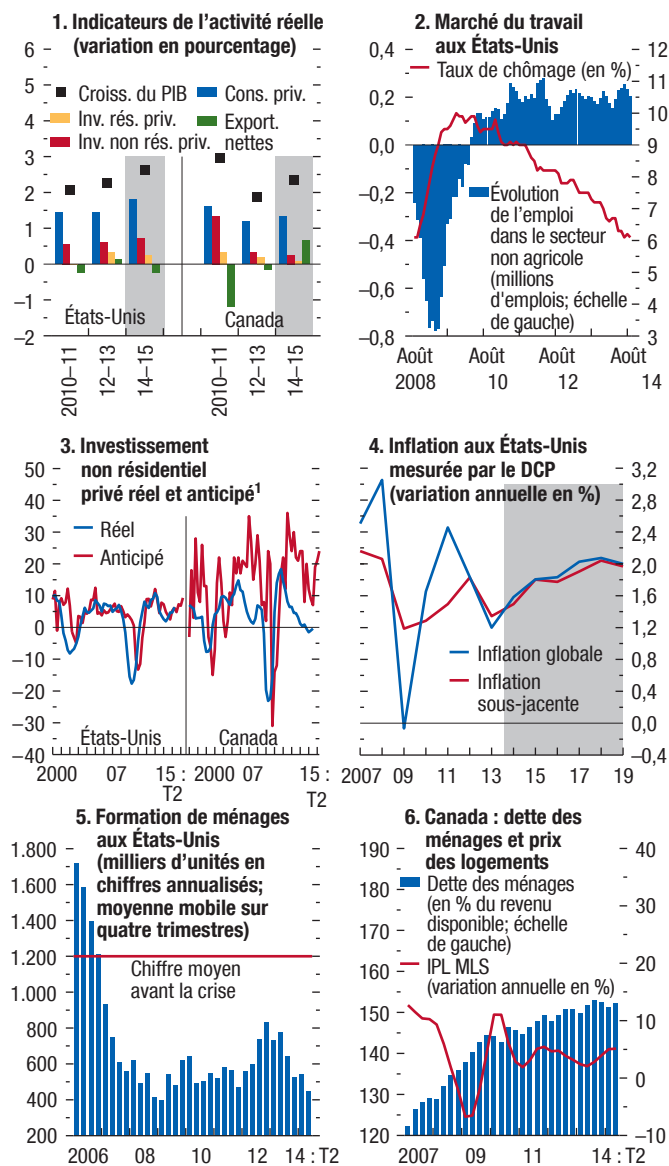 1. Indicateurs de l'activité réelle
(variation en pourcentage)
6
5
4
3
2
1
0
–1
–2
Croiss. du PIB
Cons. priv.
Inv. rés. priv.
Export.
nettes
Inv. non rés. priv.
États-Unis
Canada
2010–11
12–13
14–15
2010–11
12–13
14–15
2. Marché du travail
aux États-Unis
0,4
0,2
0,0
–0,2
–0,4
–0,6
–0,8
12
11
10
9
8
7
6
5
4
3
Taux de chômage (en %)
Évolution
de l'emploi
dans le secteur
non agricole
(millions
d'emplois; échelle
de gauche)
Août
2008
Août
10
Août
12
Août
14
3. Investissement
non résidentiel
privé réel et anticipé1
50
40
30
20
10
0
–10
–20
–30
–40
Réel
Anticipé
États-Unis
Canada
2000
07
15 :
T2
2000
07
15 :
T2
4. Inflation aux États-Unis
mesurée par le DCP
(variation annuelle en %)
3,2
2,8
2,4
2,0
1,6
1,2
0,8
0,4
0,0
–0,4
Inflation globale
Inflation
sous-jacente
2007
09
11
13
15
17
19
5. Formation de ménages
aux États-Unis
(milliers d'unités en
chiffres annualisés;
moyenne mobile sur
quatre trimestres)
1.800
1.600
1.400
1.200
1.000
800
600
400
200
Chiffre moyen
avant la crise
2006
08
10
12
14 : T2
6. Canada : dette des
ménages et prix
des logements
190
180
170
160
150
140
130
120
40
30
20
10
0
–10
Dette des ménages
(en % du revenu
disponible; échelle
de gauche)
IPL MLS
(variation annuelle en %)
2007
09
11
14 : T2